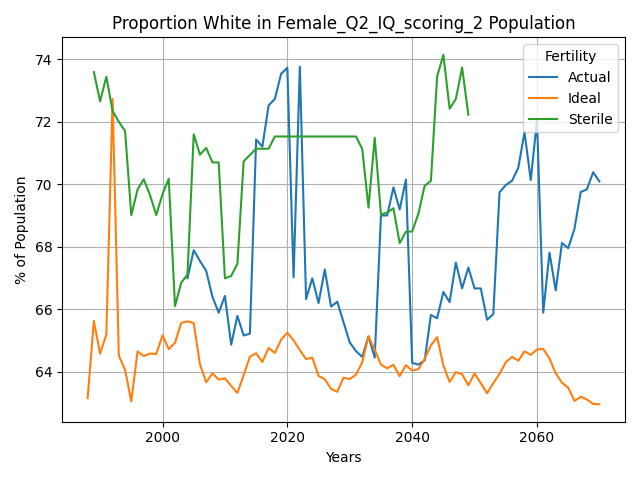 Proportion White in Female_Q2_IQ_scoring_2 Population
% of Population
74
72
70
68
66
64
Fertility
Actual
Ideal
Sterile
2000
2020
2040
2060
Years